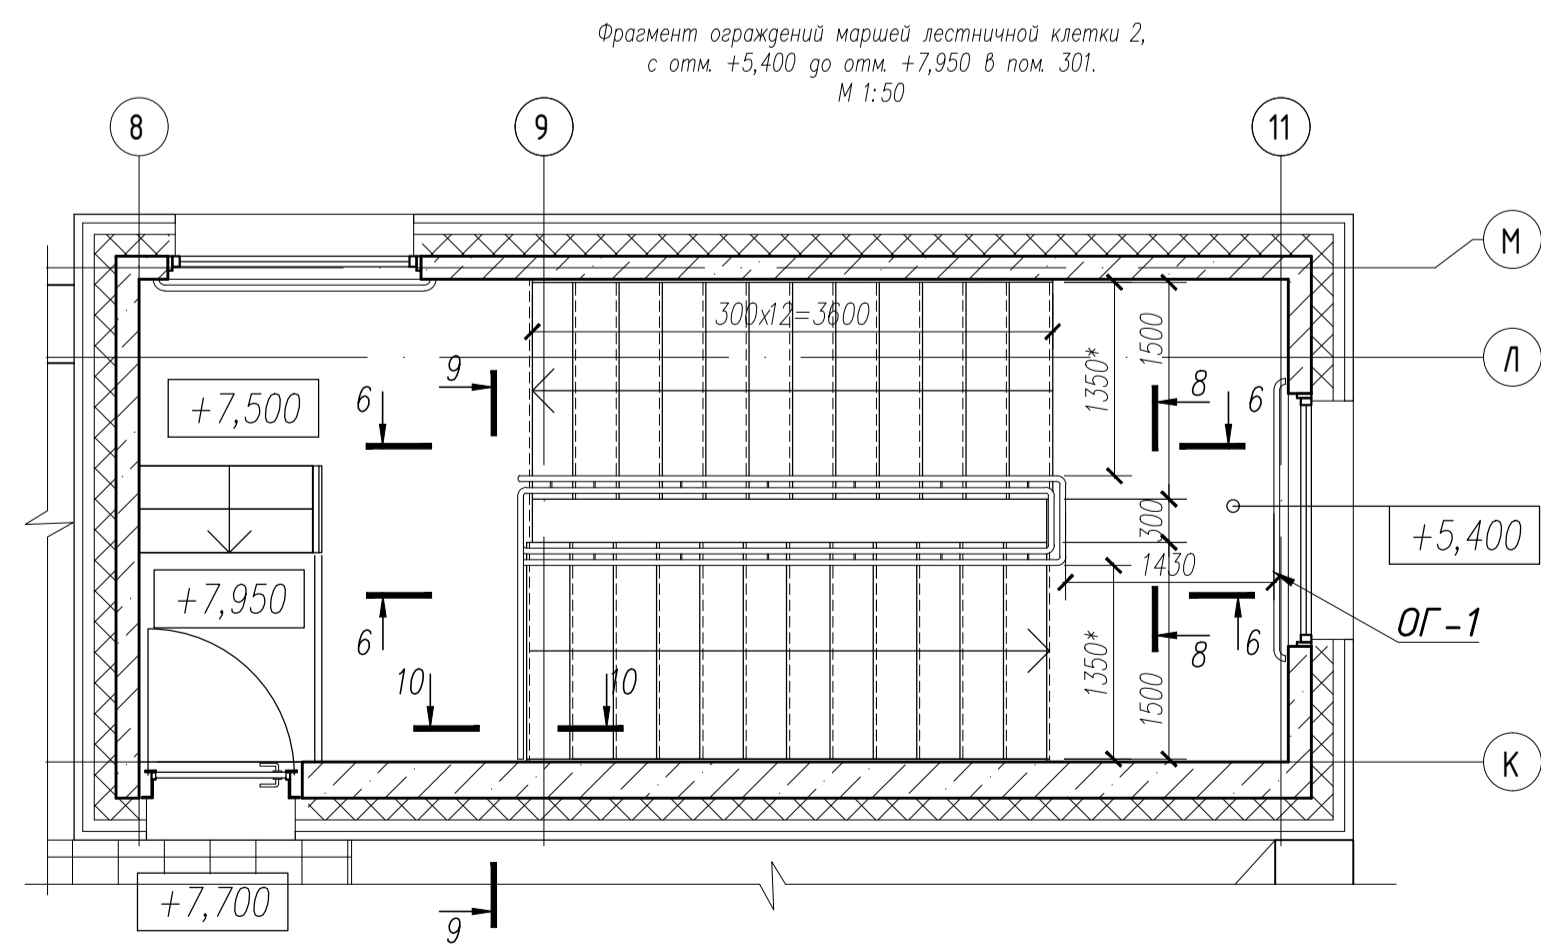 Фрагмент ограждений маршей лестничной клетки 2,
с отм. +5,400 до отм. +7,950 в пом. 301.
М 1:50
8
9
11
М
300х12=3600
1500
Л
1350*
9
6
8
6
+7,500
300
+5,400
1430
+7,950
ОГ-1
6
8
6
1350*
10
10
1500
К
+7,700
9